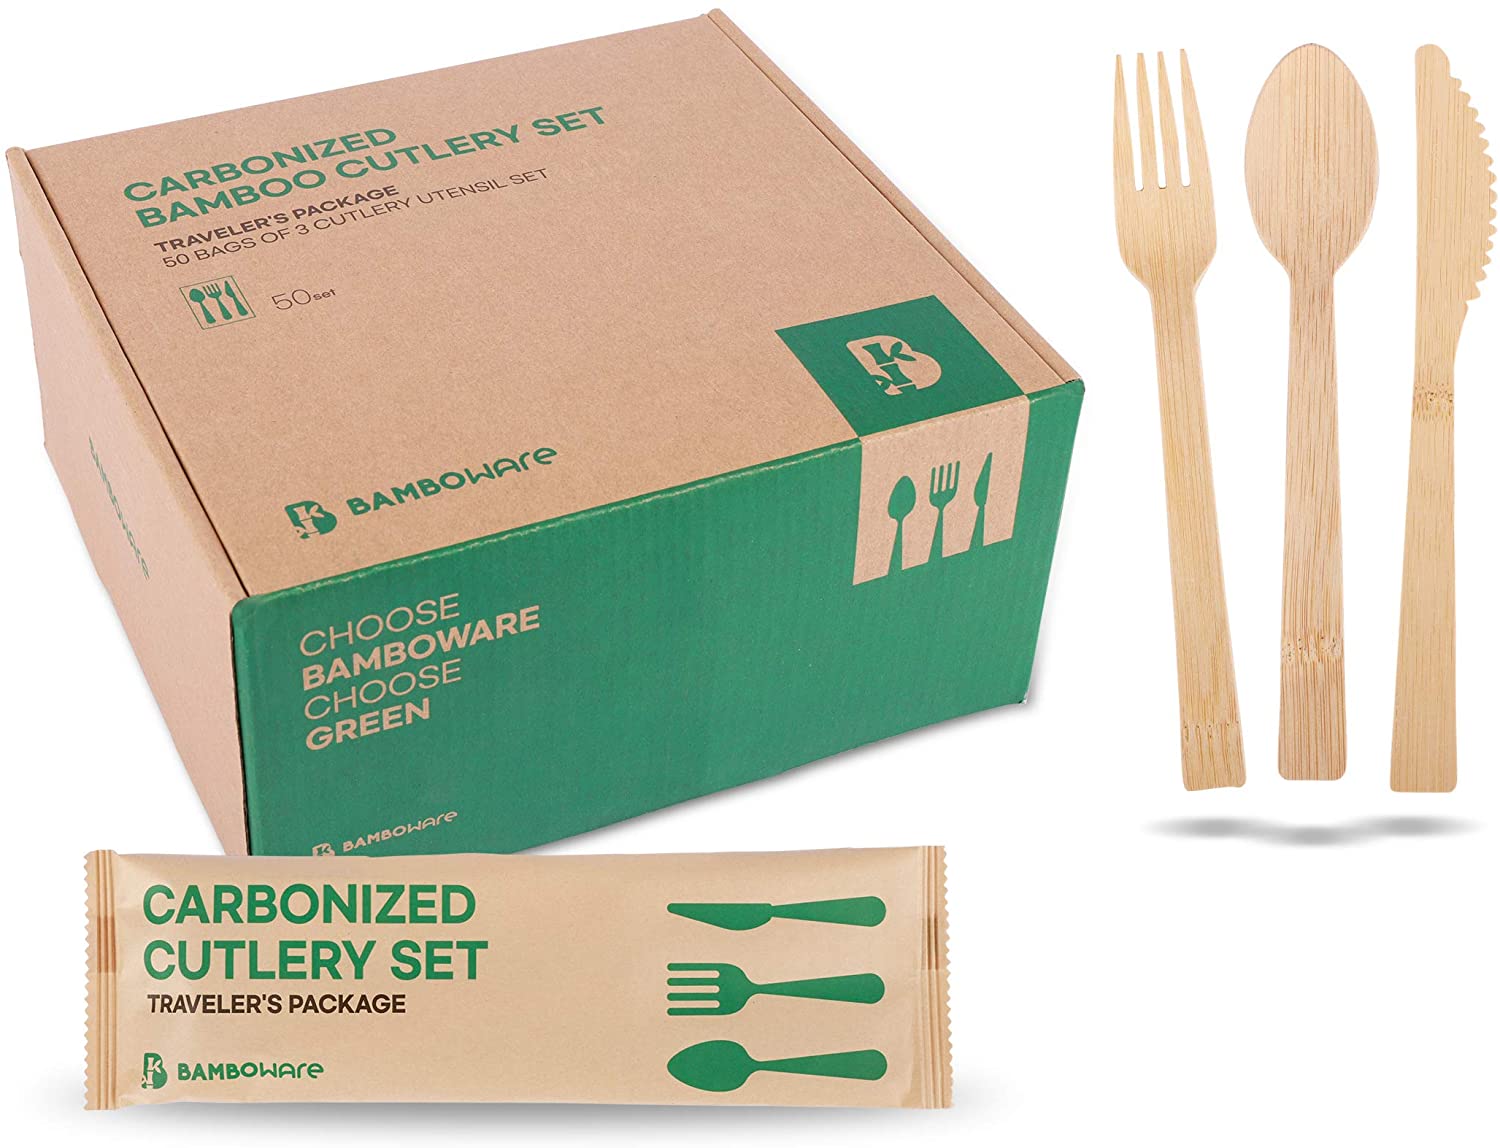 CARBONIZED
BAMBOO CUTLERY SET
TRAVELER'S PACKAGE
50 BAGS OF 3 CUTLERY UTENSIL SET
50set
BAMBOWARE
BAMBOWARE
CHOOSE
BAMBOWARE
CHOOSE
GREEN
BAMBOWARE
CARBONIZED
CUTLERY SET
TRAVELER'S PACKAGE
BAMBOWARE